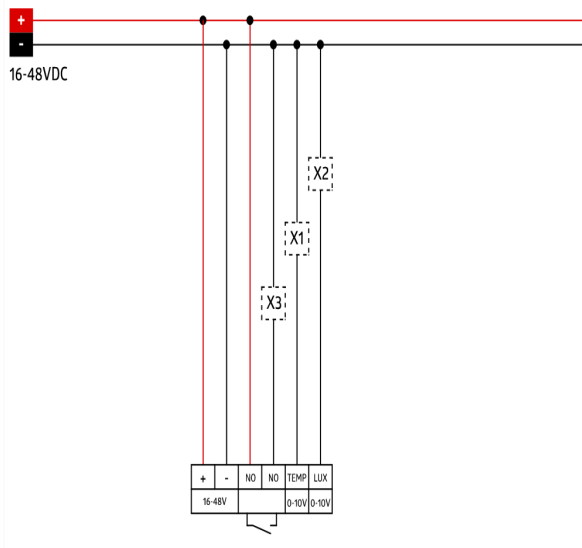 +
-
16-48VDC
X2
X1
X3
+ - NO NO TEMP LUX
16-48V 0-10V 0-10V